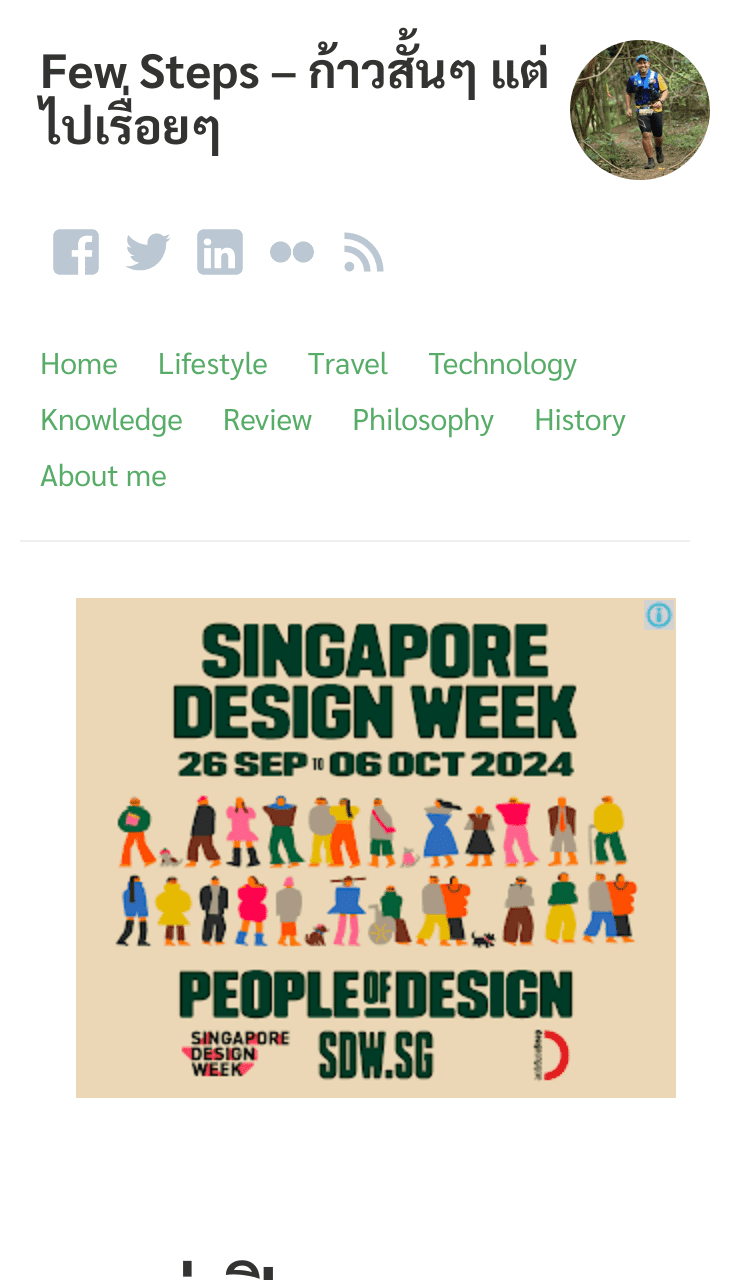 Few Steps – ก้าวสั้นๆ แต่
ไปเรื่อยๆ
Home Lifestyle Travel Technology
Knowledge Review Philosophy History
About me
SINGAPORE
DESIGN WEEK
26 SEP TO 06 OCT 2024
PEOPLE OF DESIGN
SINGAPORE
DESIGN
WEEK
SDW.SG